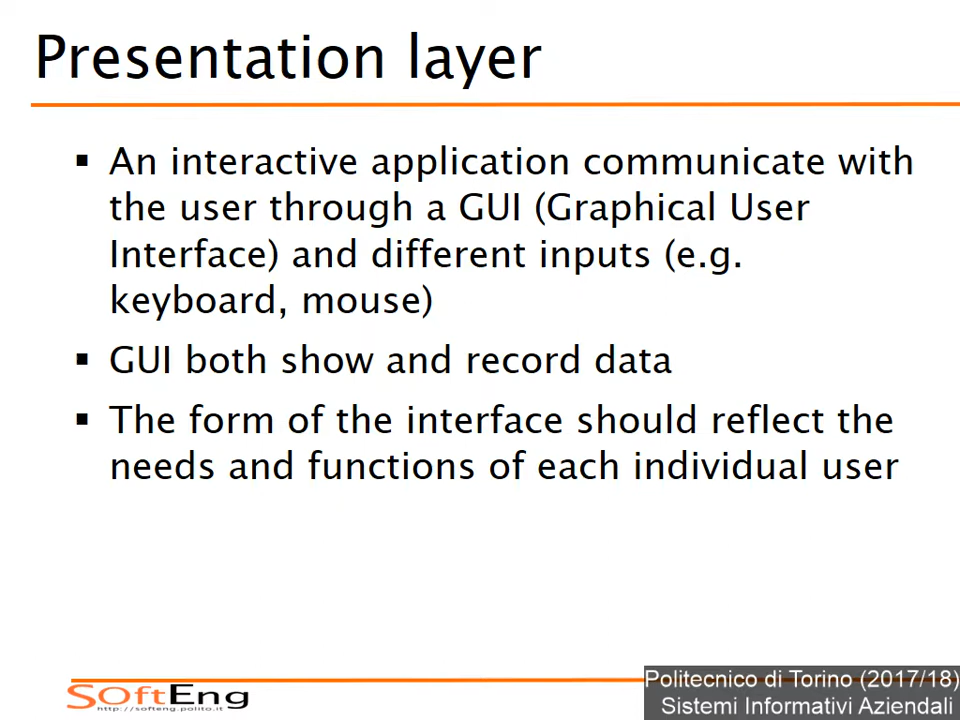 Presentation layer
▪ An interactive application communicate with
the user through a GUI (Graphical User
Interface) and different inputs (e.g.
keyboard, mouse)
▪ GUI both show and record data
▪ The form of the interface should reflect the
needs and functions of each individual user
SoftEng
http://softeng.polito.it
Politecnico di Torino (2017/18)
Sistemi Informativi Aziendali